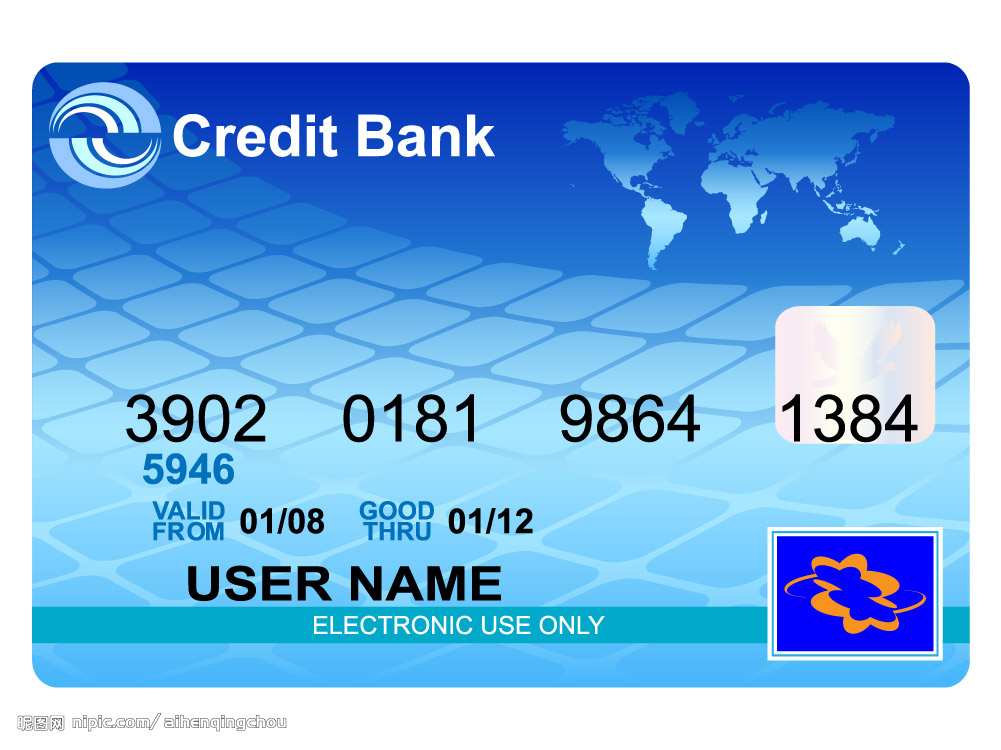 Credit Bank
3902 0181 9864 1384
5946
VALID FROM 01/08 GOOD THRU 01/12
USER NAME
ELECTRONIC USE ONLY
昵图网 nipic.com/aihenqingchou